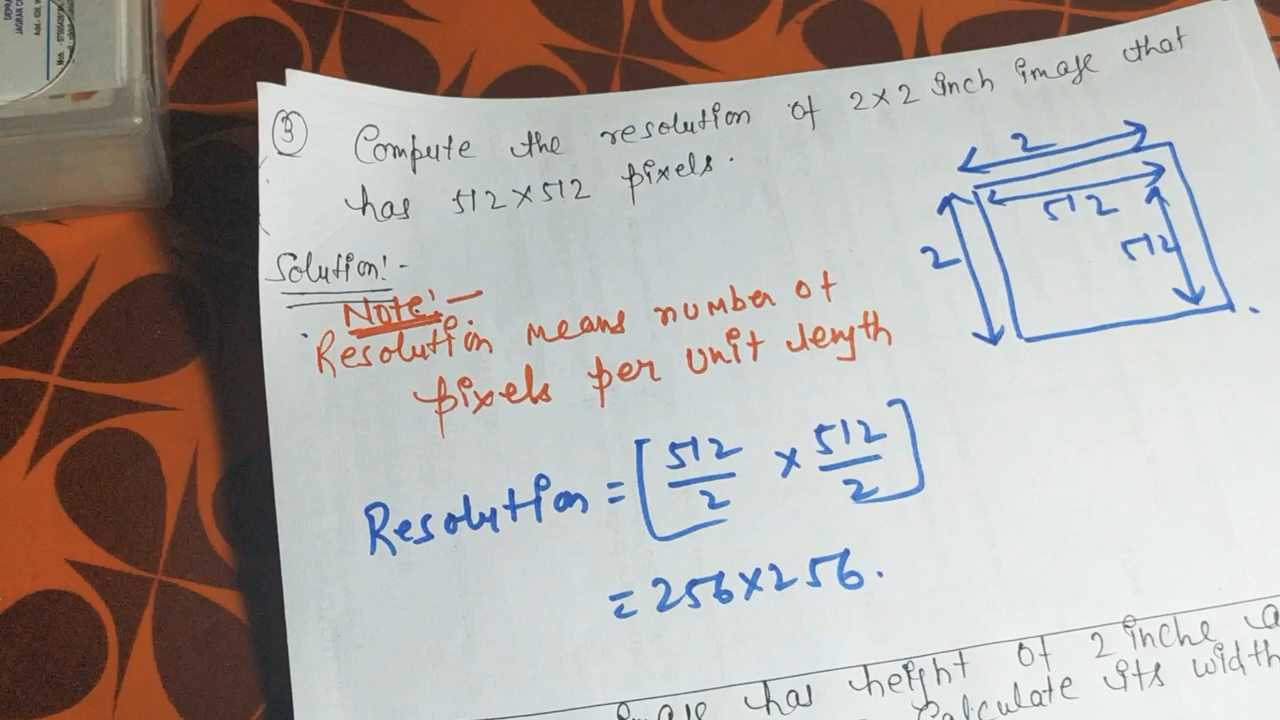 ③ Compute the resolution of 2×2 inch image that
has 512×512 pixels.
2
512
2
512
Solution:-
Note:-
Resolution means number of
pixels per unit length
Resolution = [512/2 × 512/2]
= 256×256.
has height of 2 inche
Calculate its width